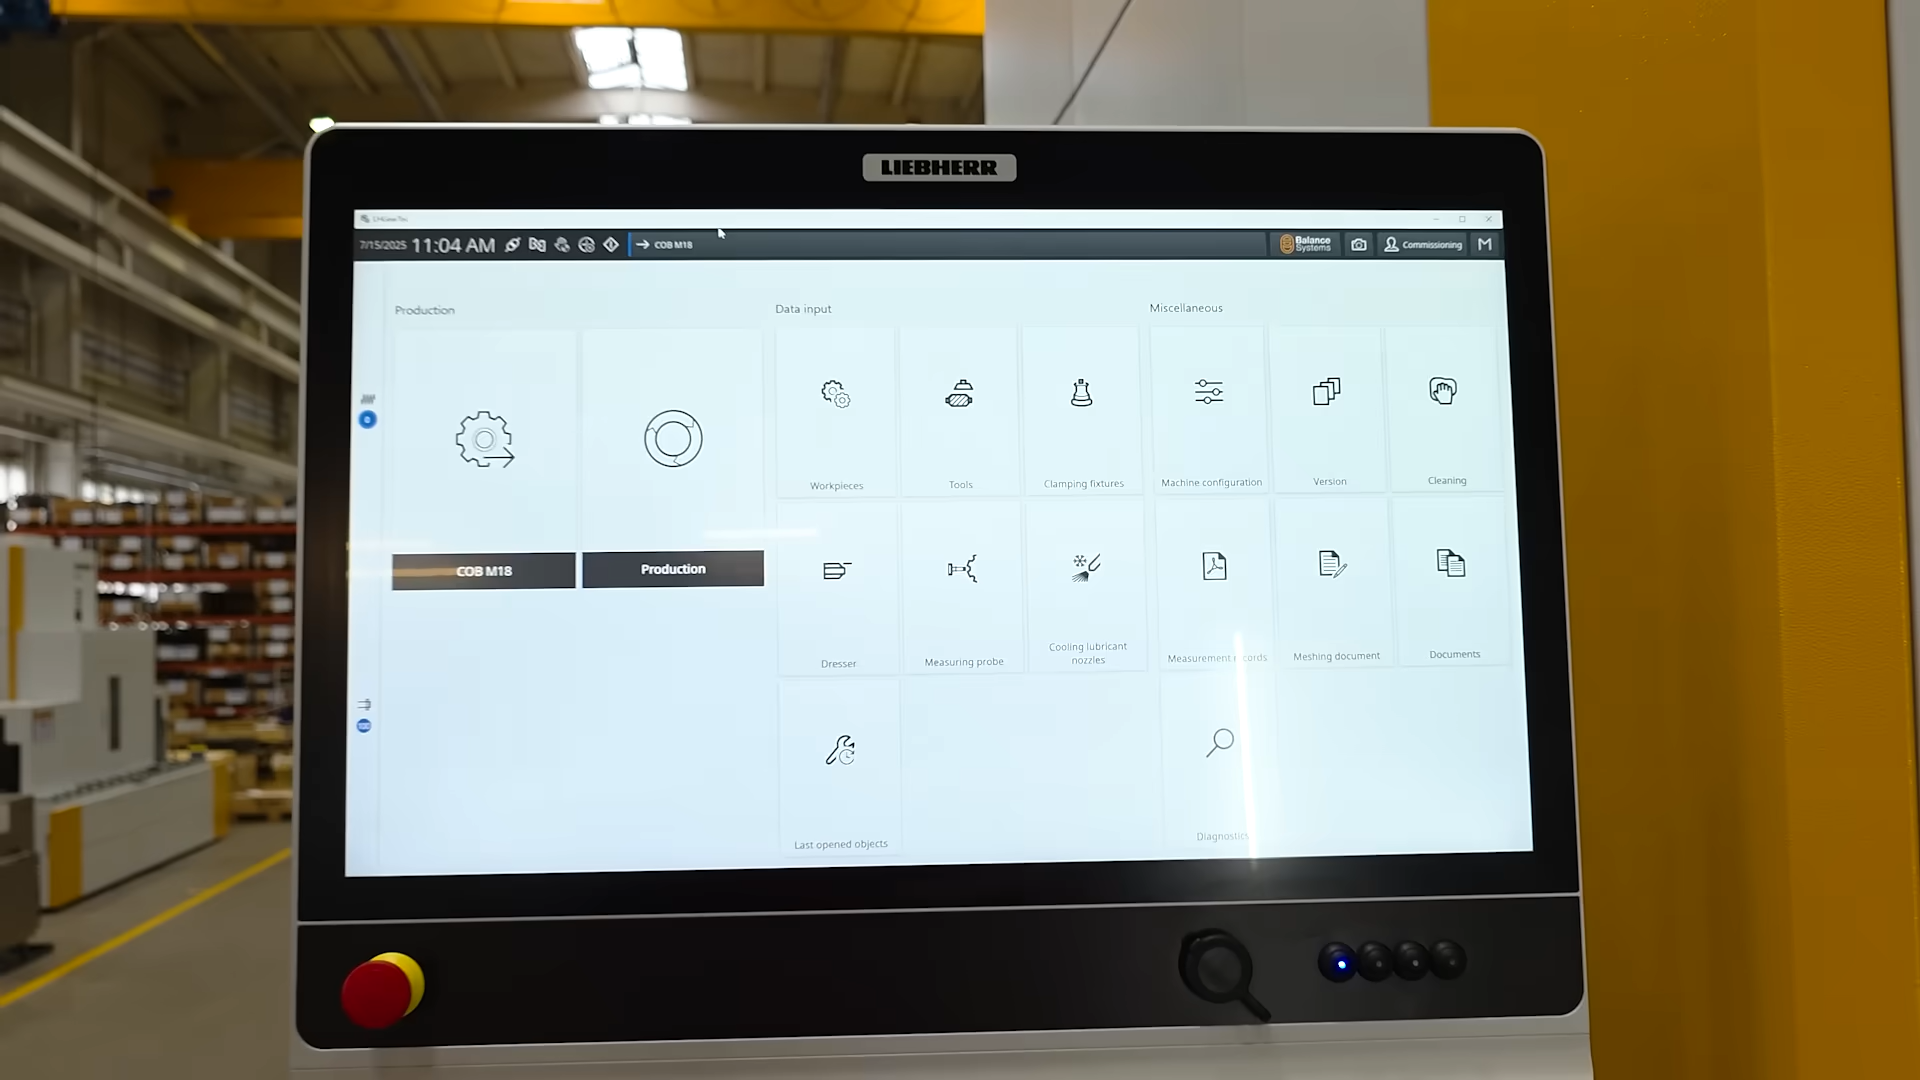 LIEBHERR
7/15/2025 11:04 AM COB M18 Balance Systems Commissioning
Production Data input Miscellaneous
Workpieces Tools Clamping fixtures Machine configuration Version Cleaning
COB M18 Production
Dresser Measuring probe Cooling lubricant nozzles Measurement Meshing document Documents
Last opened objects Diagnostics